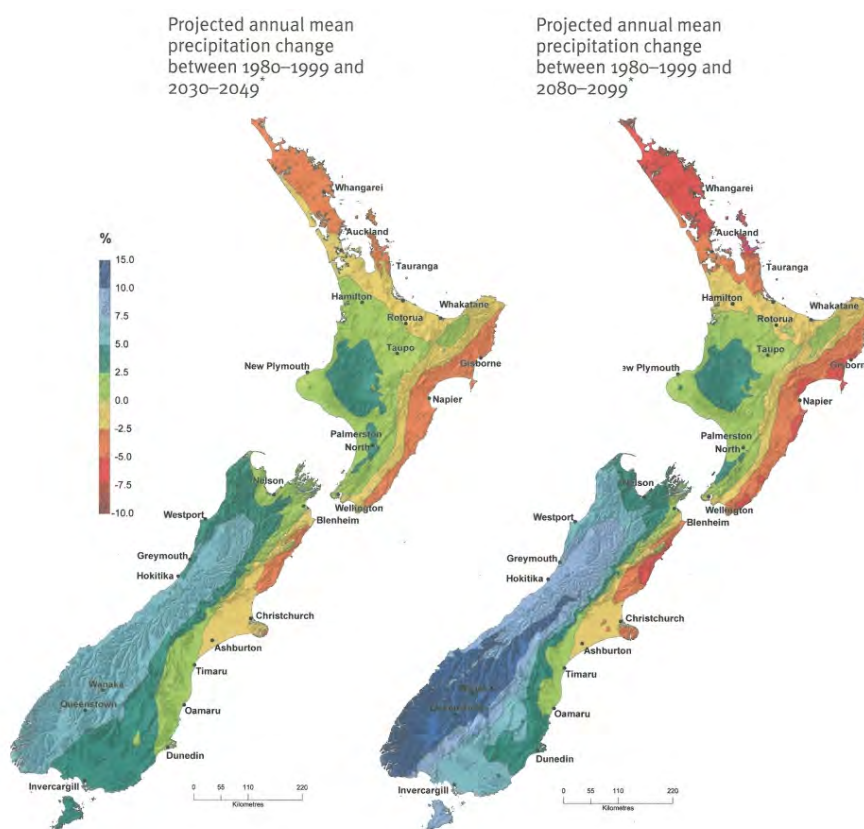 Projected annual mean
precipitation change
between 1980–1999 and
2030–2049*
Projected annual mean
precipitation change
between 1980–1999 and
2080–2099*
%
15.0
10.0
7.5
5.0
2.5
0.0
-2.5
-5.0
-7.5
-10.0
Whangarei
Auckland
Tauranga
Hamilton
Whakatane
Rotorua
Taupo
New Plymouth
Gisborne
Napier
Palmerston
North
Nelson
Wellington
Westport
Blenheim
Greymouth
Hokitika
Christchurch
Ashburton
Wanaka
Timaru
Queenstown
Oamaru
Dunedin
Invercargill
0 55 110 220
Kilometres
Whangarei
Auckland
Tauranga
Hamilton
Whakatane
Rotorua
Taupo
ew Plymouth
Gisborne
Napier
Palmerston
North
Nelson
Wellington
Westport
Blenheim
Greymouth
Hokitika
Christchurch
Ashburton
Timaru
Oamaru
Dunedin
Invercargill
0 55 110 220
Kilometres